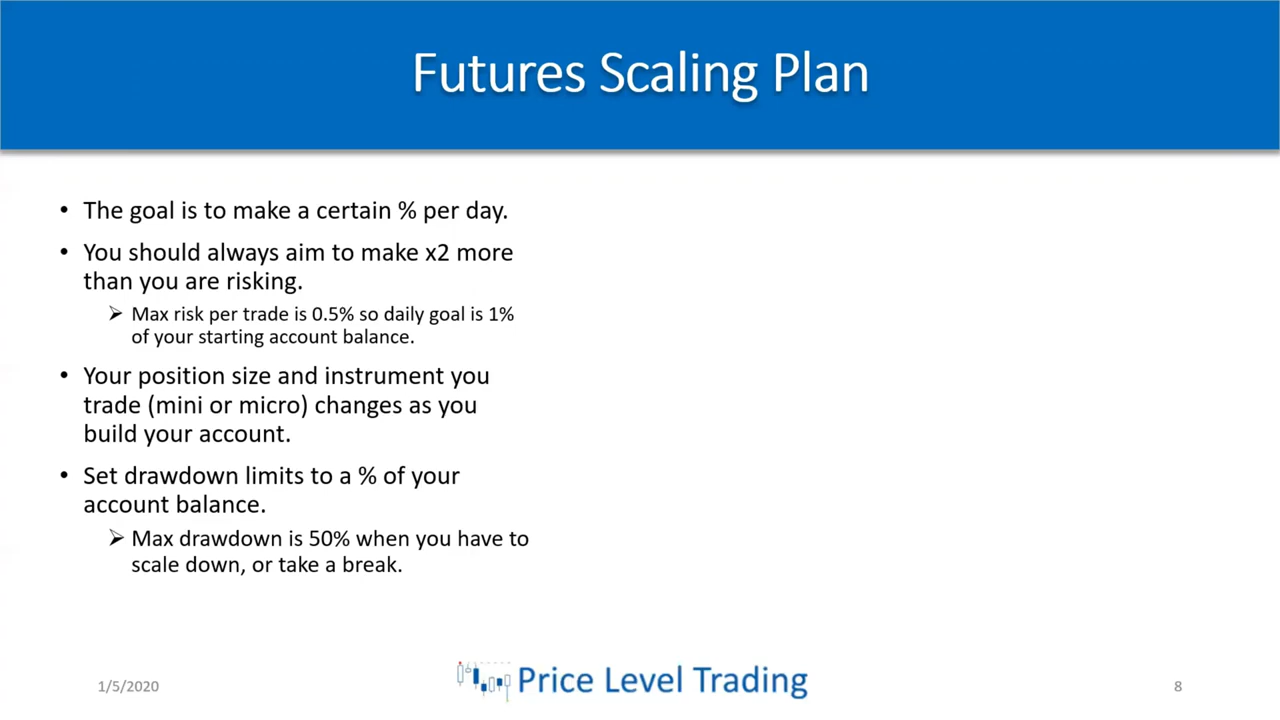 Futures Scaling Plan
• The goal is to make a certain % per day.
• You should always aim to make x2 more
than you are risking.
➢ Max risk per trade is 0.5% so daily goal is 1%
of your starting account balance.
• Your position size and instrument you
trade (mini or micro) changes as you
build your account.
• Set drawdown limits to a % of your
account balance.
➢ Max drawdown is 50% when you have to
scale down, or take a break.
1/5/2020
Price Level Trading
8